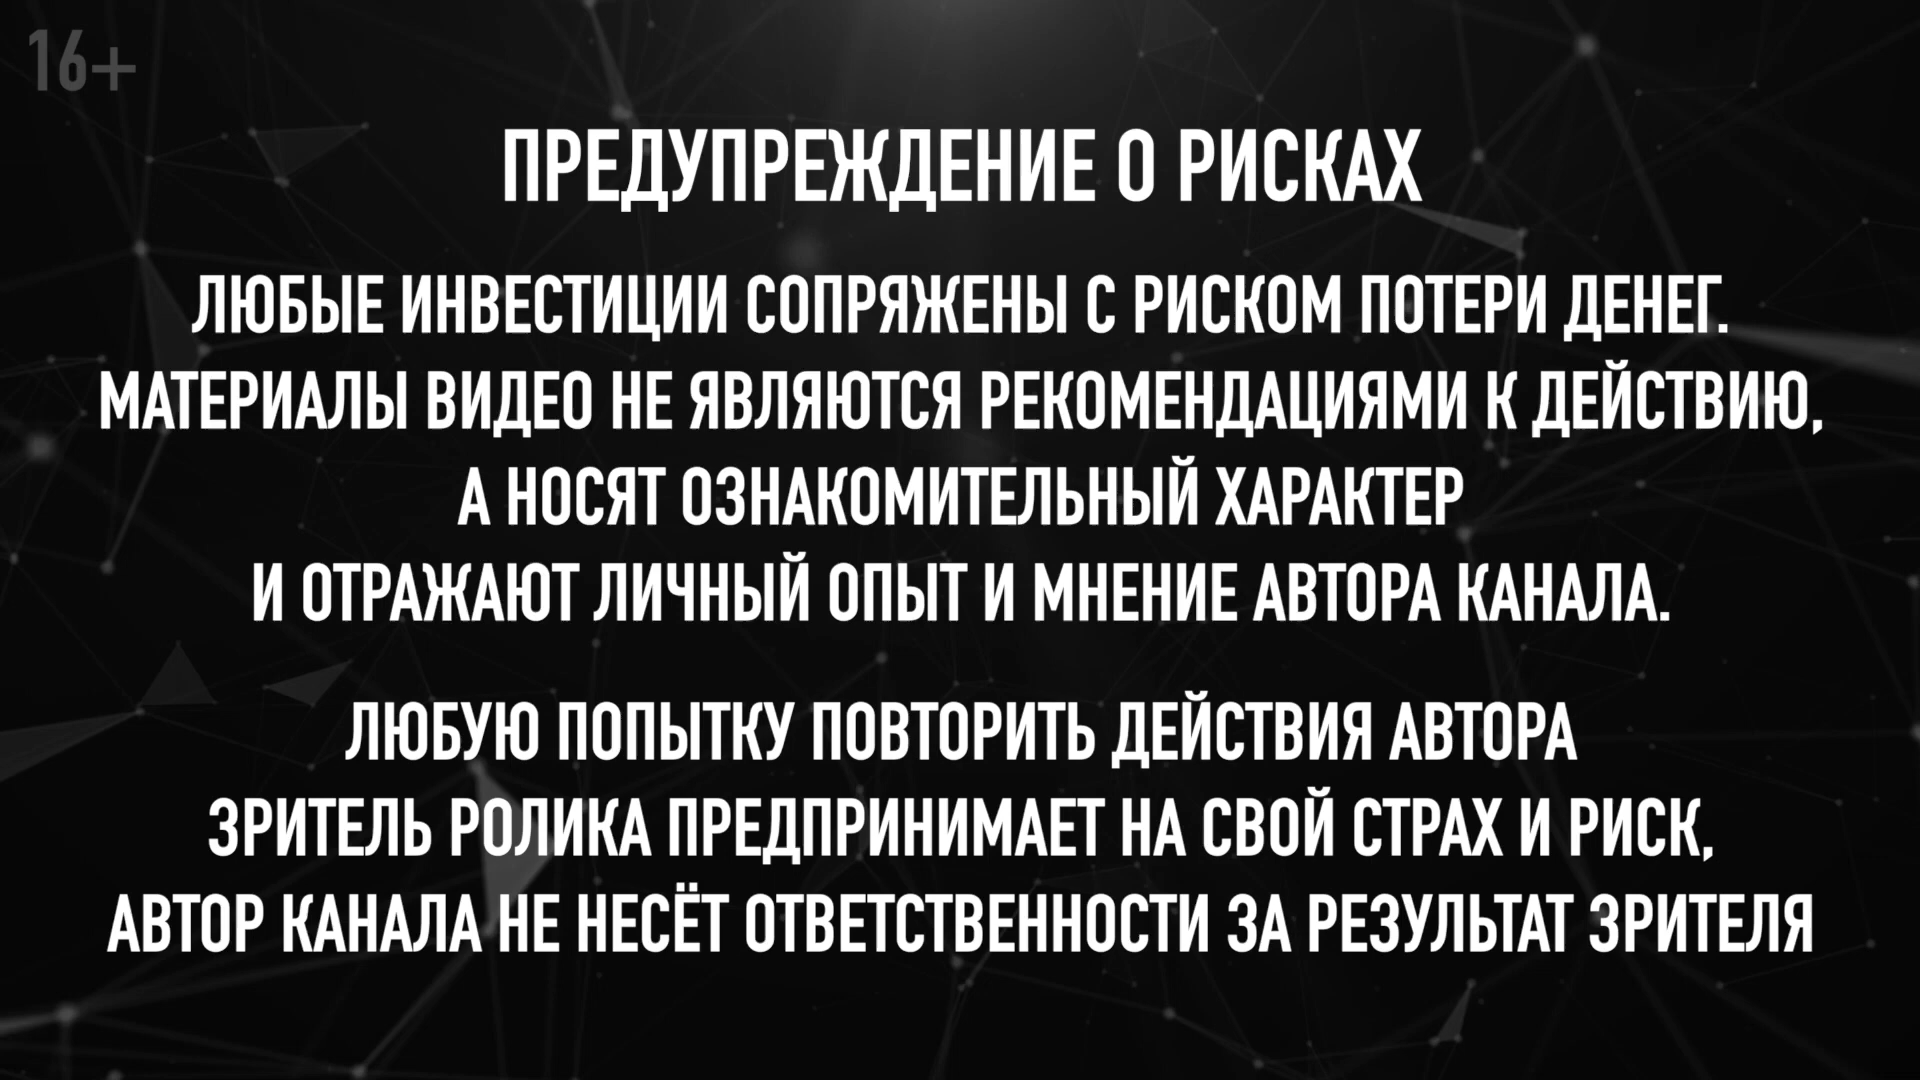 16+
ПРЕДУПРЕЖДЕНИЕ О РИСКАХ
ЛЮБЫЕ ИНВЕСТИЦИИ СОПРЯЖЕНЫ С РИСКОМ ПОТЕРИ ДЕНЕГ.
МАТЕРИАЛЫ ВИДЕО НЕ ЯВЛЯЮТСЯ РЕКОМЕНДАЦИЯМИ К ДЕЙСТВИЮ,
А НОСЯТ ОЗНАКОМИТЕЛЬНЫЙ ХАРАКТЕР
И ОТРАЖАЮТ ЛИЧНЫЙ ОПЫТ И МНЕНИЕ АВТОРА КАНАЛА.
ЛЮБУЮ ПОПЫТКУ ПОВТОРИТЬ ДЕЙСТВИЯ АВТОРА
ЗРИТЕЛЬ РОЛИКА ПРЕДПРИНИМАЕТ НА СВОЙ СТРАХ И РИСК,
АВТОР КАНАЛА НЕ НЕСЁТ ОТВЕТСТВЕННОСТИ ЗА РЕЗУЛЬТАТ ЗРИТЕЛЯ